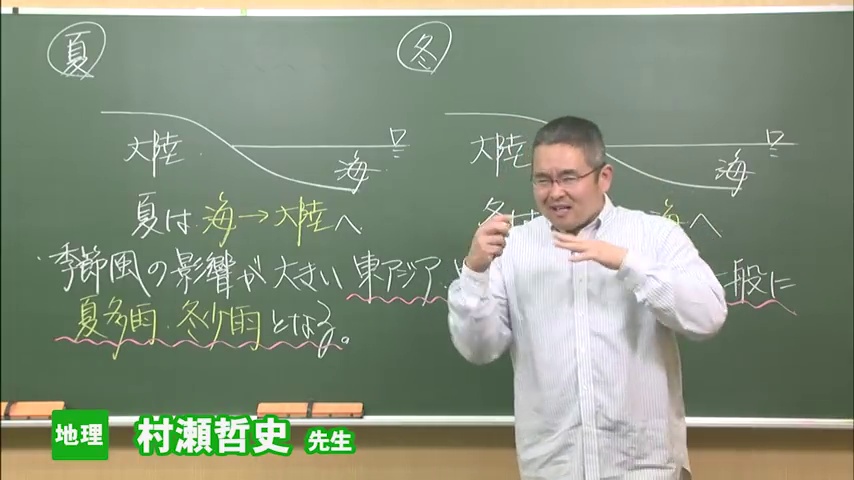 夏
冬
大陸
海
大陸
海
夏は海→大陸へ
冬は 海へ
・季節風の影響が大きい東アジア 一般に
夏多雨・冬少雨となる。
地理 村瀬哲史 先生